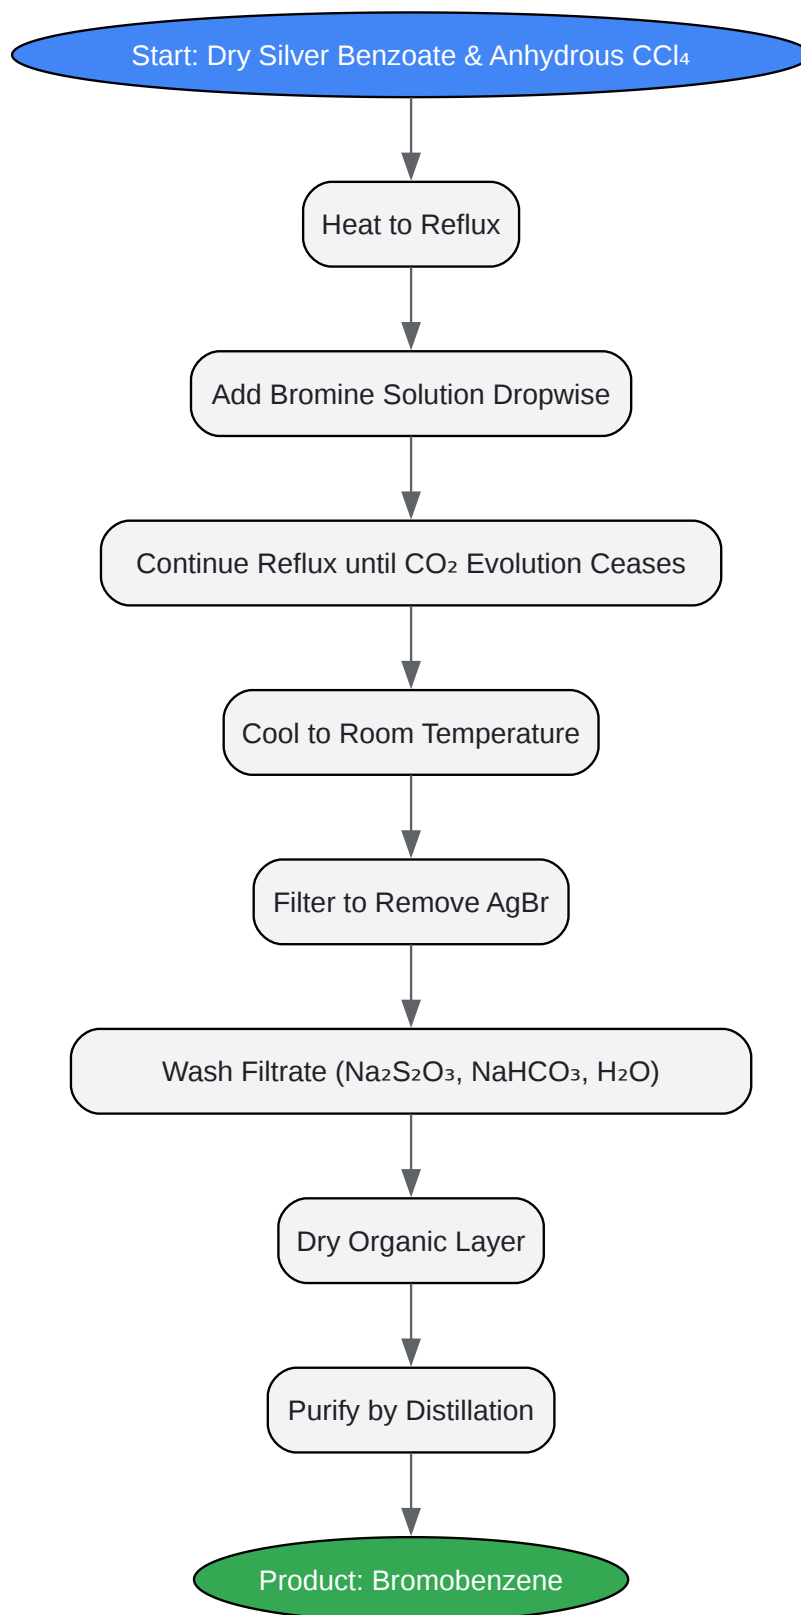 Start: Dry Silver Benzoate & Anhydrous CCl₄
Heat to Reflux
Add Bromine Solution Dropwise
Continue Reflux until CO₂ Evolution Ceases
Cool to Room Temperature
Filter to Remove AgBr
Wash Filtrate (Na₂S₂O₃, NaHCO₃, H₂O)
Dry Organic Layer
Purify by Distillation
Product: Bromobenzene